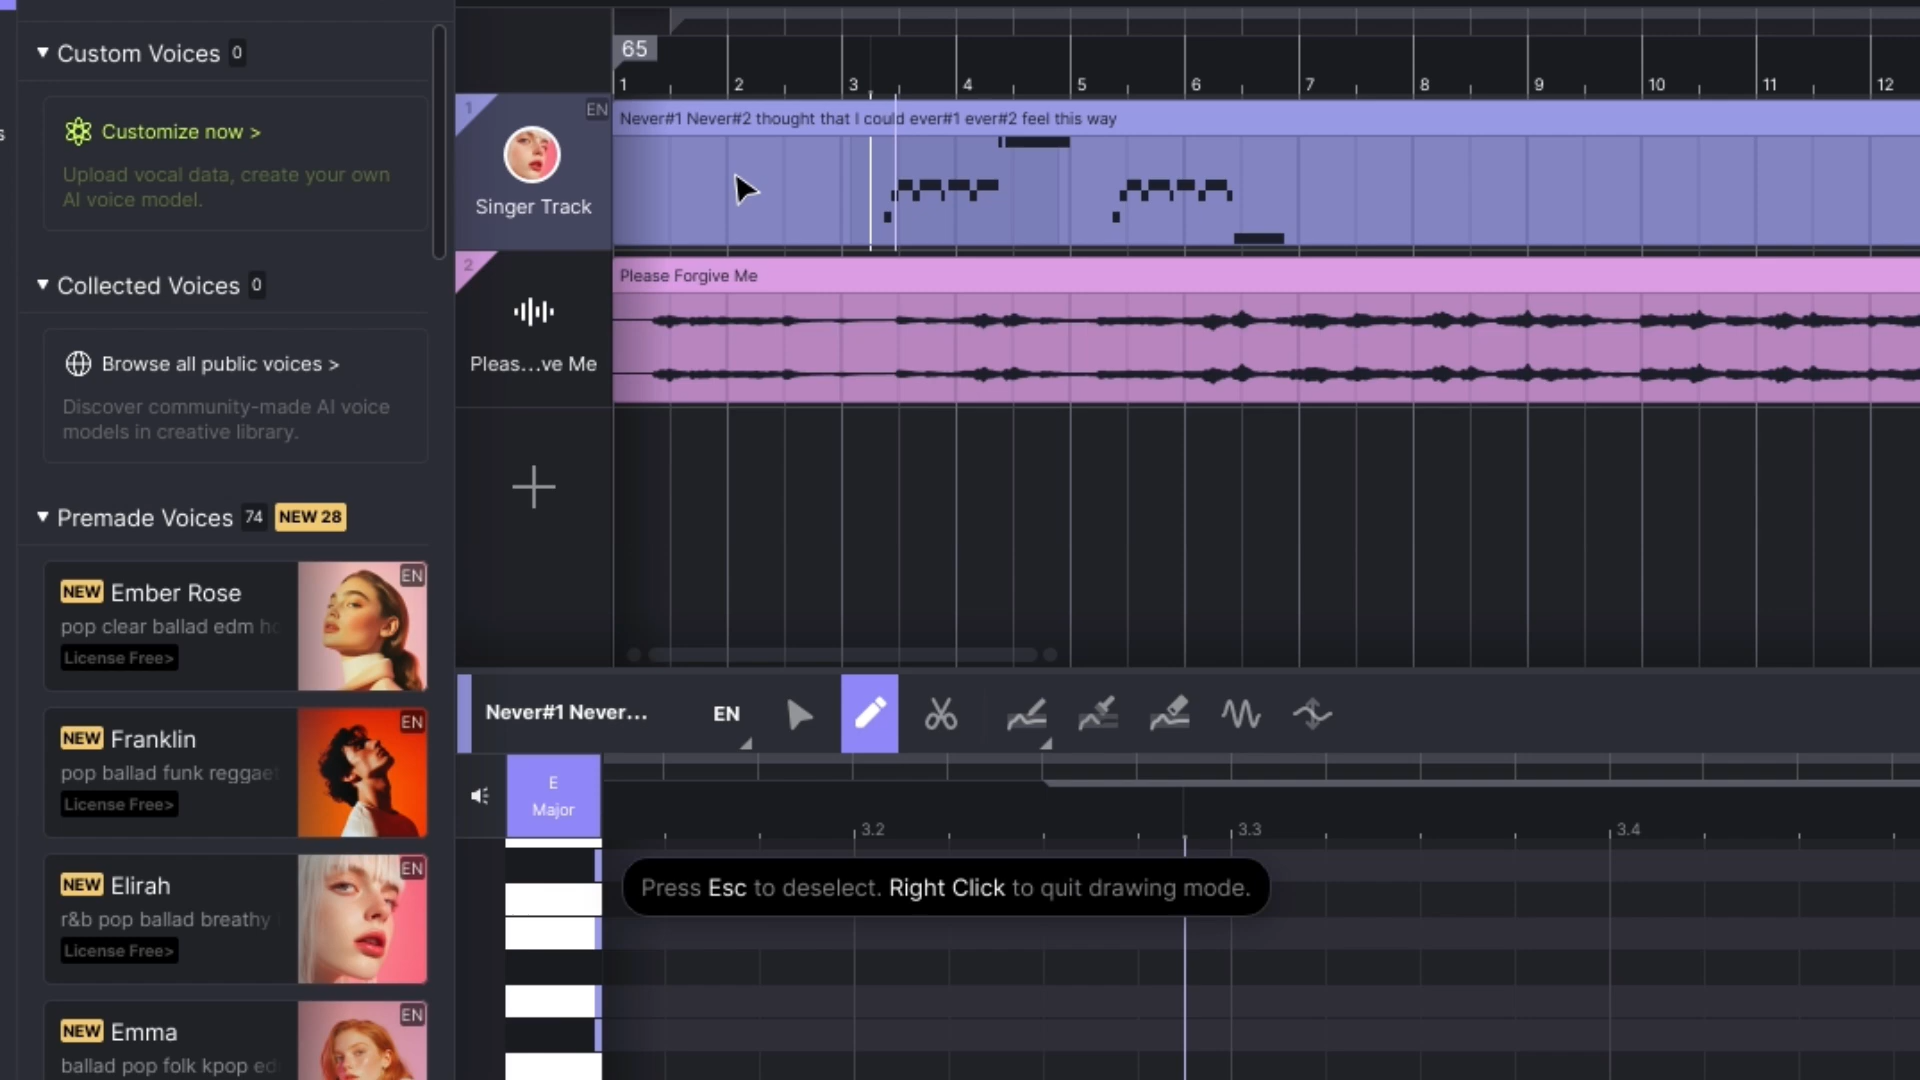 Custom Voices 0
Customize now >
Upload vocal data, create your own
AI voice model.
Collected Voices 0
Browse all public voices >
Discover community-made AI voice
models in creative library.
Premade Voices 74 NEW 28
NEW Ember Rose EN
pop clear ballad edm
License Free>
NEW Franklin EN
pop ballad funk
License Free>
NEW Elirah EN
r&b pop ballad breathy
License Free>
NEW Emma EN
ballad pop folk kpop
65
1 2 3 4 5 6 7 8 9 10 11 12
1 EN
Singer Track
Never#1 Never#2 thought that I could ever#1 ever#2 feel this way
2
Pleas...ve Me
Please Forgive Me
Never#1 Never... EN
E
Major
3.2 3.3 3.4
Press Esc to deselect. Right Click to quit drawing mode.